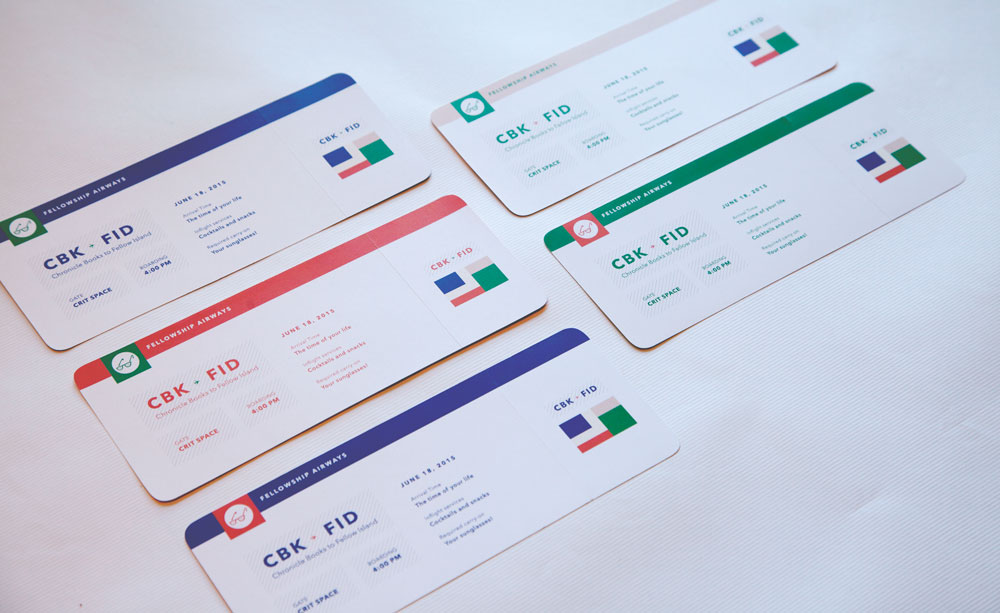 FELLOWSHIP AIRWAYS
CBK + FID
Chronicle Books to Fellow Island
GATE
CRIT SPACE
BOARDING
4:00 PM
JUNE 18, 2015
Arrival Time
The time of your life
Inflight services
Cocktails and snacks
Required carry-on
Your sunglasses!
CBK + FID
FELLOWSHIP AIRWAYS
CBK + FID
Chronicle Books to Fellow Island
GATE
CRIT SPACE
BOARDING
4:00 PM
JUNE 18, 2015
Arrival Time
The time of your life
Inflight services
Cocktails and snacks
Required carry-on
Your sunglasses!
CBK + FID
FELLOWSHIP AIRWAYS
CBK + FID
Chronicle Books to Fellow Island
GATE
CRIT SPACE
BOARDING
4:00 PM
JUNE 18, 2015
Arrival Time
The time of your life
Inflight services
Cocktails and snacks
Required carry-on
Your sunglasses!
CBK + FID
FELLOWSHIP AIRWAYS
CBK + FID
Chronicle Books to Fellow Island
GATE
CRIT SPACE
BOARDING
4:00 PM
JUNE 18, 2015
Arrival Time
The time of your life
Inflight services
Cocktails and snacks
Required carry-on
Your sunglasses!
CBK + FID
FELLOWSHIP AIRWAYS
CBK + FID
Chronicle Books to Fellow Island
GATE
CRIT SPACE
BOARDING
4:00 PM
JUNE 18, 2015
Arrival Time
The time of your life
Inflight services
Cocktails and snacks
Required carry-on
Your sunglasses!
CBK + FID